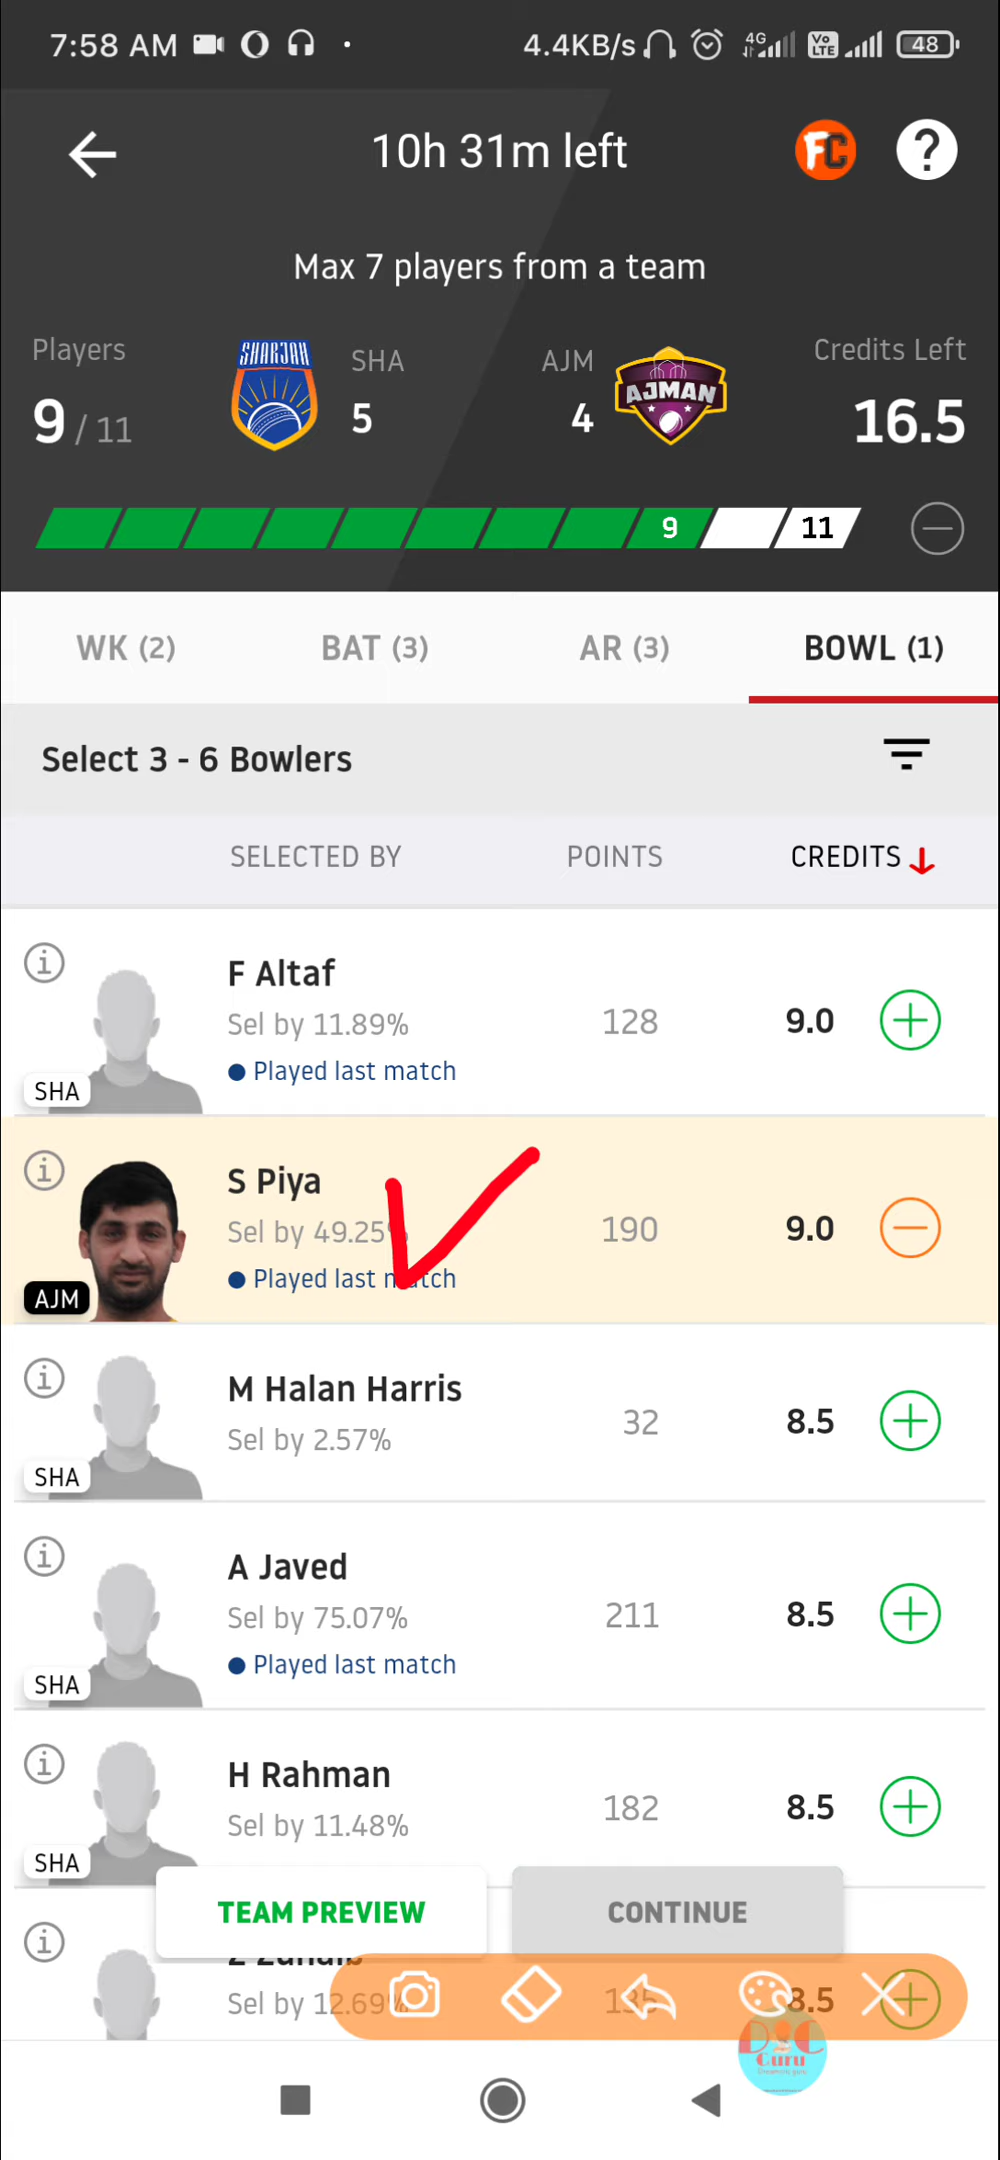 7:58 AM
4.4KB/s 4G Vo LTE 48
10h 31m left
FC ?
Max 7 players from a team
Players SHA AJM Credits Left
SHARJAH AJMAN
9 / 11 5 4 16.5
9 11
WK (2) BAT (3) AR (3) BOWL (1)
Select 3 - 6 Bowlers
SELECTED BY POINTS CREDITS
F Altaf
Sel by 11.89% 128 9.0
Played last match
SHA
S Piya
Sel by 49.25% 190 9.0
Played last match
AJM
M Halan Harris
Sel by 2.57% 32 8.5
SHA
A Javed
Sel by 75.07% 211 8.5
Played last match
SHA
H Rahman
Sel by 11.48% 182 8.5
SHA
TEAM PREVIEW CONTINUE
Sel by 12.69% 8.5
Guru